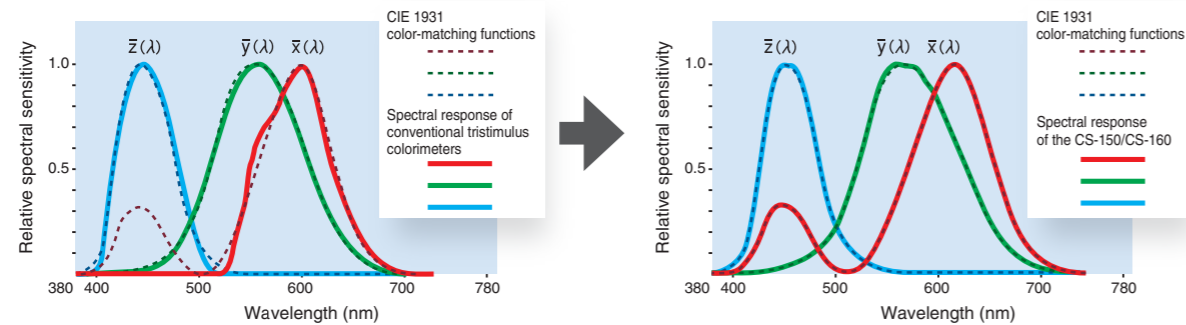 CIE 1931
color-matching functions
Spectral response of
conventional tristimulus
colorimeters
z̄(λ) ȳ(λ) x̄(λ)
Relative spectral sensitivity
1.0
0.5
380 400 500 600 700 780
Wavelength (nm)
CIE 1931
color-matching functions
Spectral response
of the CS-150/CS-160
z̄(λ) ȳ(λ) x̄(λ)
Relative spectral sensitivity
1.0
0.5
380 400 500 600 700 780
Wavelength (nm)